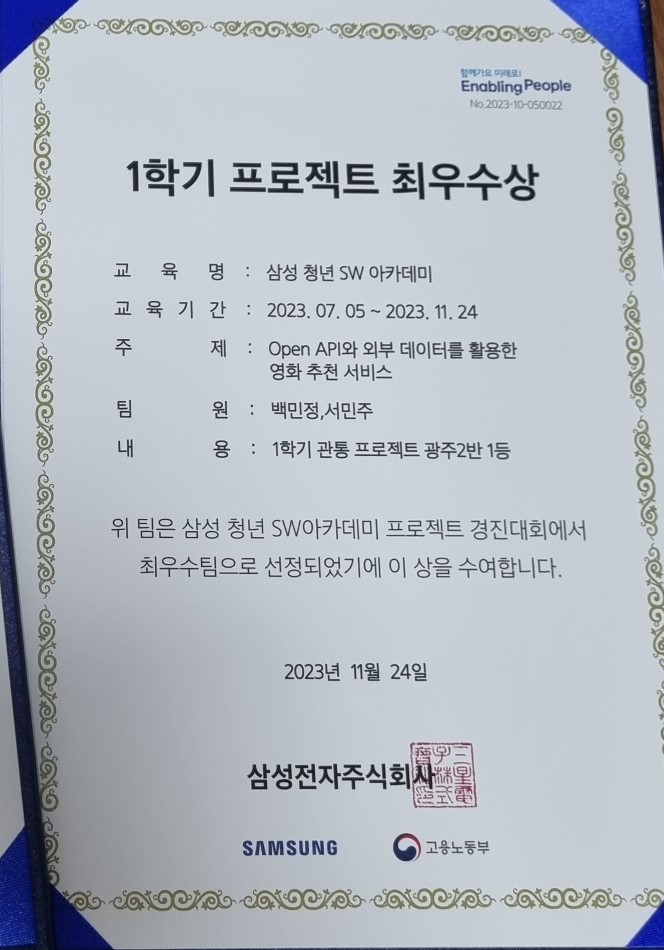 함께가요 미래로!
Enabling People
No.2023-10-050022
1학기 프로젝트 최우수상
교 육 명 : 삼성 청년 SW 아카데미
교 육 기 간 : 2023. 07. 05 ~ 2023. 11. 24
주 제 : Open API와 외부 데이터를 활용한
영화 추천 서비스
팀 원 : 백민정,서민주
내 용 : 1학기 관통 프로젝트 광주2반 1등
위 팀은 삼성 청년 SW아카데미 프로젝트 경진대회에서
최우수팀으로 선정되었기에 이 상을 수여합니다.
2023년 11월 24일
삼성전자주식회사
SAMSUNG 고용노동부